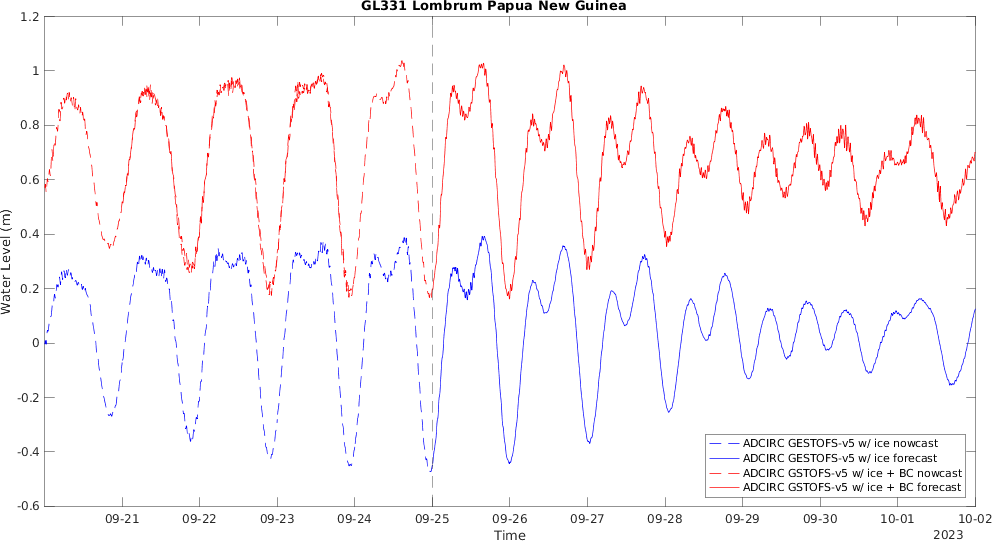 GL331 Lombrum Papua New Guinea
1.2
1
0.8
0.6
0.4
0.2
0
-0.2
-0.4
-0.6
Water Level (m)
ADCIRC GESTOFS-v5 w/ ice nowcast
ADCIRC GESTOFS-v5 w/ ice forecast
ADCIRC GSTOFS-v5 w/ ice + BC nowcast
ADCIRC GSTOFS-v5 w/ ice + BC forecast
09-21 09-22 09-23 09-24 09-25 09-26 09-27 09-28 09-29 09-30 10-01 10-02
Time
2023